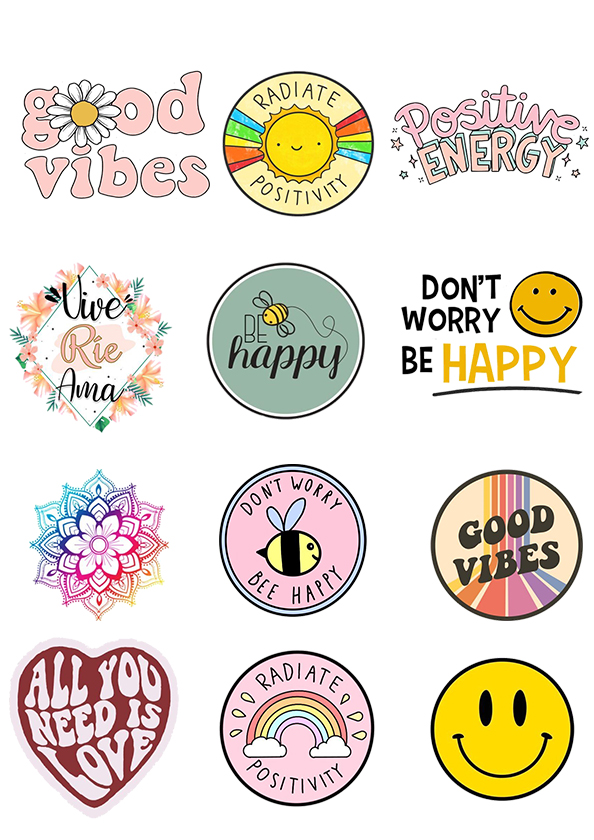 good
vibes
RADIATE
POSITIVITY
Positive
ENERGY
Vive
Ríe
Ama
BE
happy
DON'T
WORRY
BE HAPPY
DON'T WORRY
BEE HAPPY
GOOD
VIBES
ALL YOU
NEED IS
LOVE
RADIATE
POSITIVITY